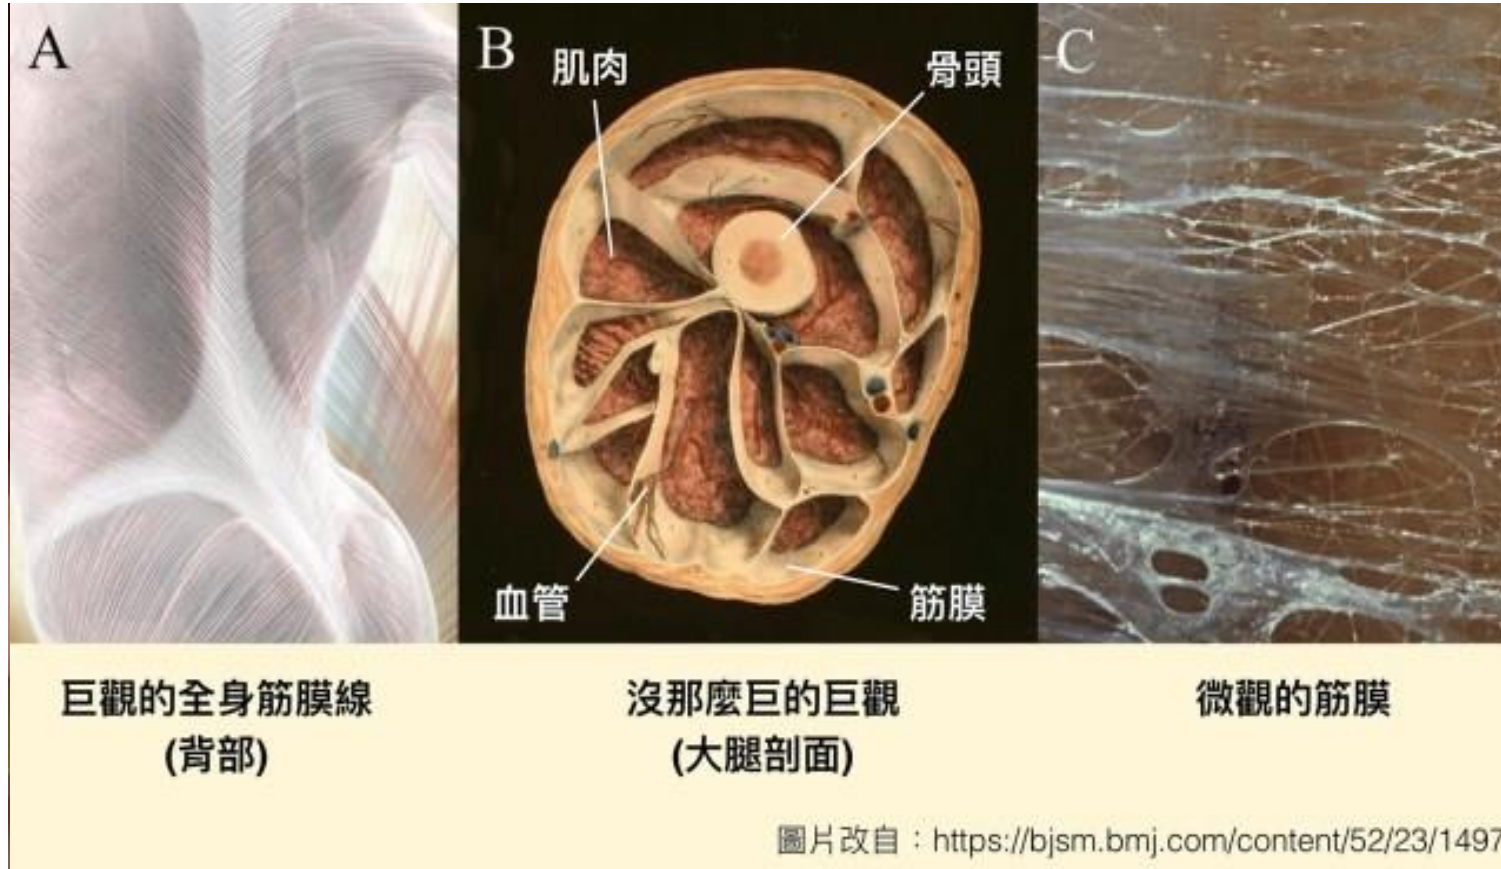 A
B
C
肌肉
骨頭
血管
筋膜
巨觀的全身筋膜線
(背部)
沒那麼巨的巨觀
(大腿剖面)
微觀的筋膜
圖片改自：https://bjsm.bmj.com/content/52/23/1497